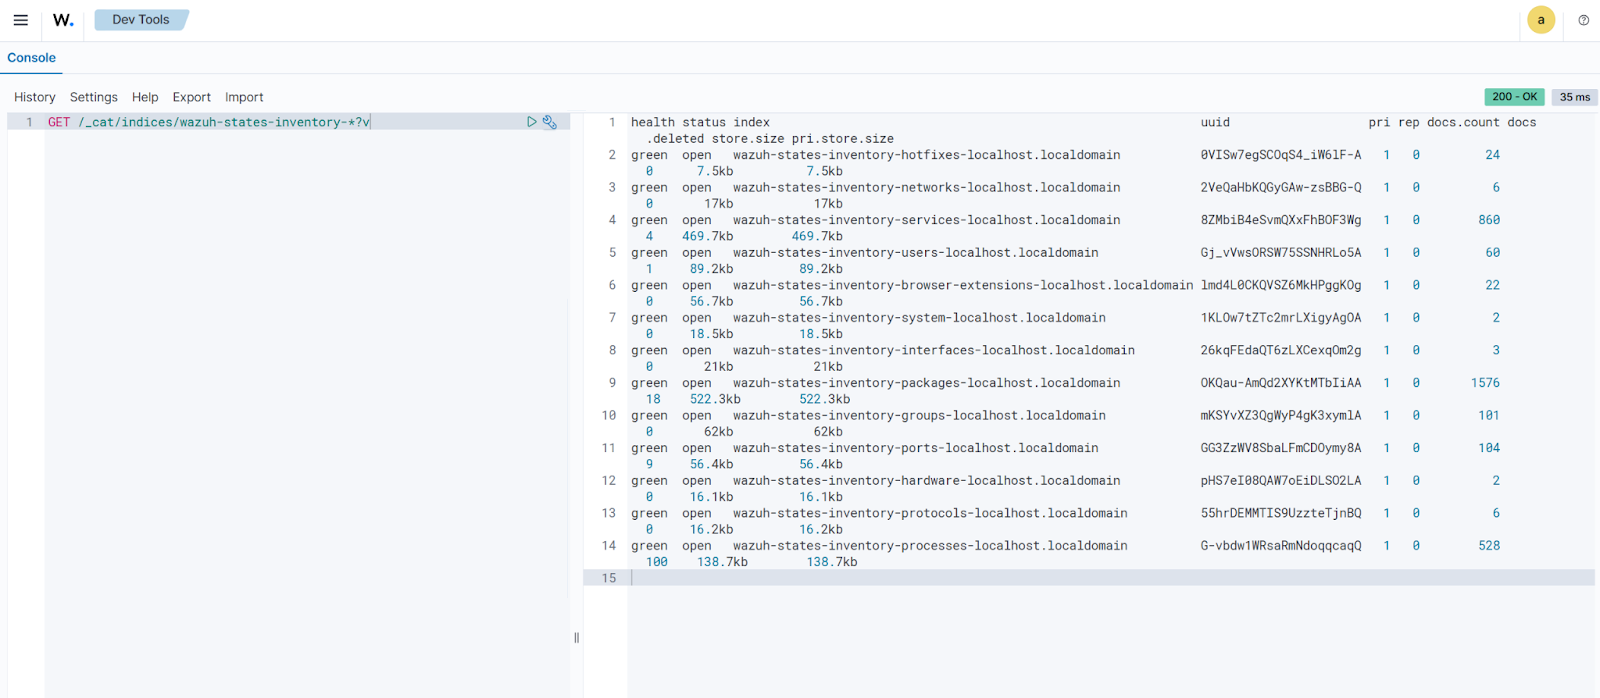 W. Dev Tools a
Console
History Settings Help Export Import 200 - OK 35 ms
1 GET /_cat/indices/wazuh-states-inventory-*?v
1 health status index uuid pri rep docs.count docs
.deleted store.size pri.store.size
2 green open wazuh-states-inventory-hotfixes-localhost.localdomain 0VISw7egSCOqS4_iW6lF-A 1 0 24
0 7.5kb 7.5kb
3 green open wazuh-states-inventory-networks-localhost.localdomain 2VeQaHbKQGyGAw-zsBBG-Q 1 0 6
0 17kb 17kb
4 green open wazuh-states-inventory-services-localhost.localdomain 8ZMbiB4eSvmQXxFhBOF3Wg 1 0 860
4 469.7kb 469.7kb
5 green open wazuh-states-inventory-users-localhost.localdomain Gj_vVwsORSW75SSNHRLo5A 1 0 60
1 89.2kb 89.2kb
6 green open wazuh-states-inventory-browser-extensions-localhost.localdomain lmd4L0CKQVSZ6MkHPggKOg 1 0 22
0 56.7kb 56.7kb
7 green open wazuh-states-inventory-system-localhost.localdomain 1KLOw7tZTc2mrLXigyAgOA 1 0 2
0 18.5kb 18.5kb
8 green open wazuh-states-inventory-interfaces-localhost.localdomain 26kqFEdaQT6zLXCexqOm2g 1 0 3
0 21kb 21kb
9 green open wazuh-states-inventory-packages-localhost.localdomain OKQau-AmQd2XYKtMTbIiAA 1 0 1576
18 522.3kb 522.3kb
10 green open wazuh-states-inventory-groups-localhost.localdomain mKSYvXZ3QgWyP4gK3xymlA 1 0 101
0 62kb 62kb
11 green open wazuh-states-inventory-ports-localhost.localdomain GG3ZzWV8SbaLFmCDOymy8A 1 0 104
9 56.4kb 56.4kb
12 green open wazuh-states-inventory-hardware-localhost.localdomain pHS7eI08QAW7oEiDLSO2LA 1 0 2
0 16.1kb 16.1kb
13 green open wazuh-states-inventory-protocols-localhost.localdomain 55hrDEMMTIS9UzzteTjnBQ 1 0 6
0 16.2kb 16.2kb
14 green open wazuh-states-inventory-processes-localhost.localdomain G-vbdw1WRsaRmNdoqqcaqQ 1 0 528
100 138.7kb 138.7kb
15